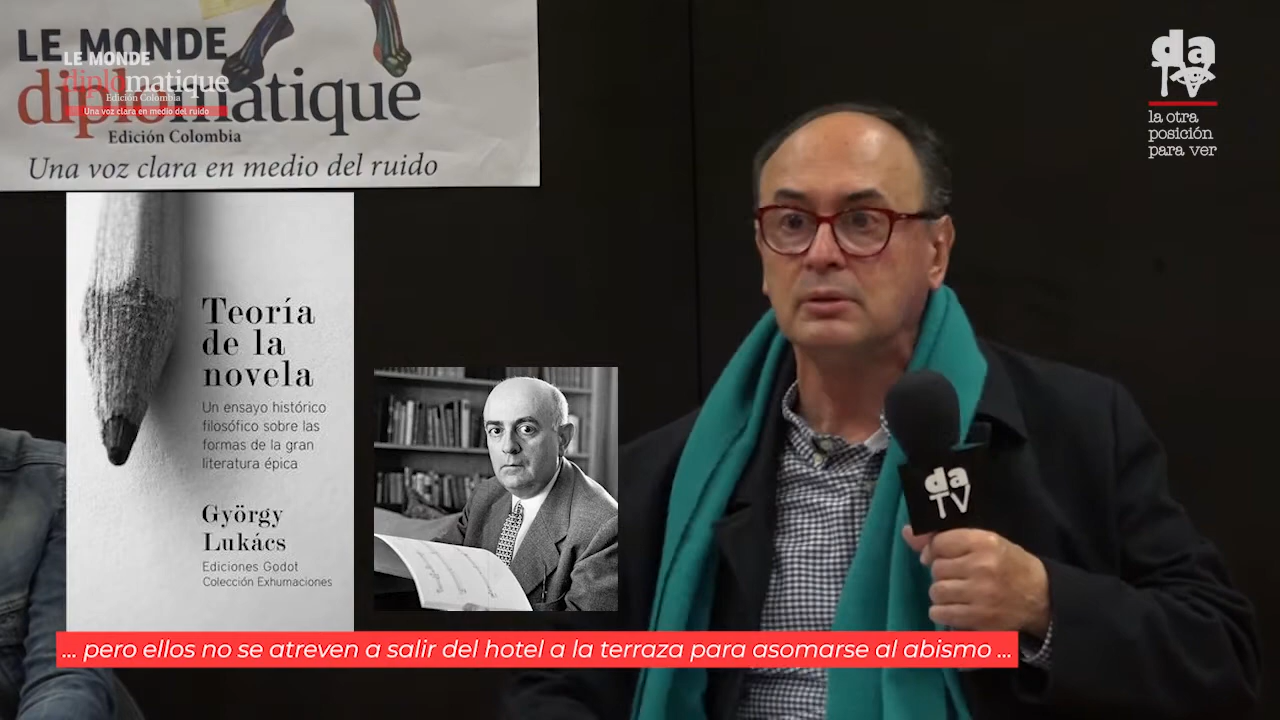 LE MONDE
diplomatique
Edición Colombia
Una voz clara en medio del ruido
LE MONDE
diplomatique
Edición Colombia
Una voz clara en medio del ruido
da
TV
la otra
posición
para ver
Teoría
de la
novela
Un ensayo histórico
filosófico sobre las
formas de la gran
literatura épica
György
Lukács
Ediciones Godot
Colección Exhumaciones
da
TV
... pero ellos no se atreven a salir del hotel a la terraza para asomarse al abismo ...